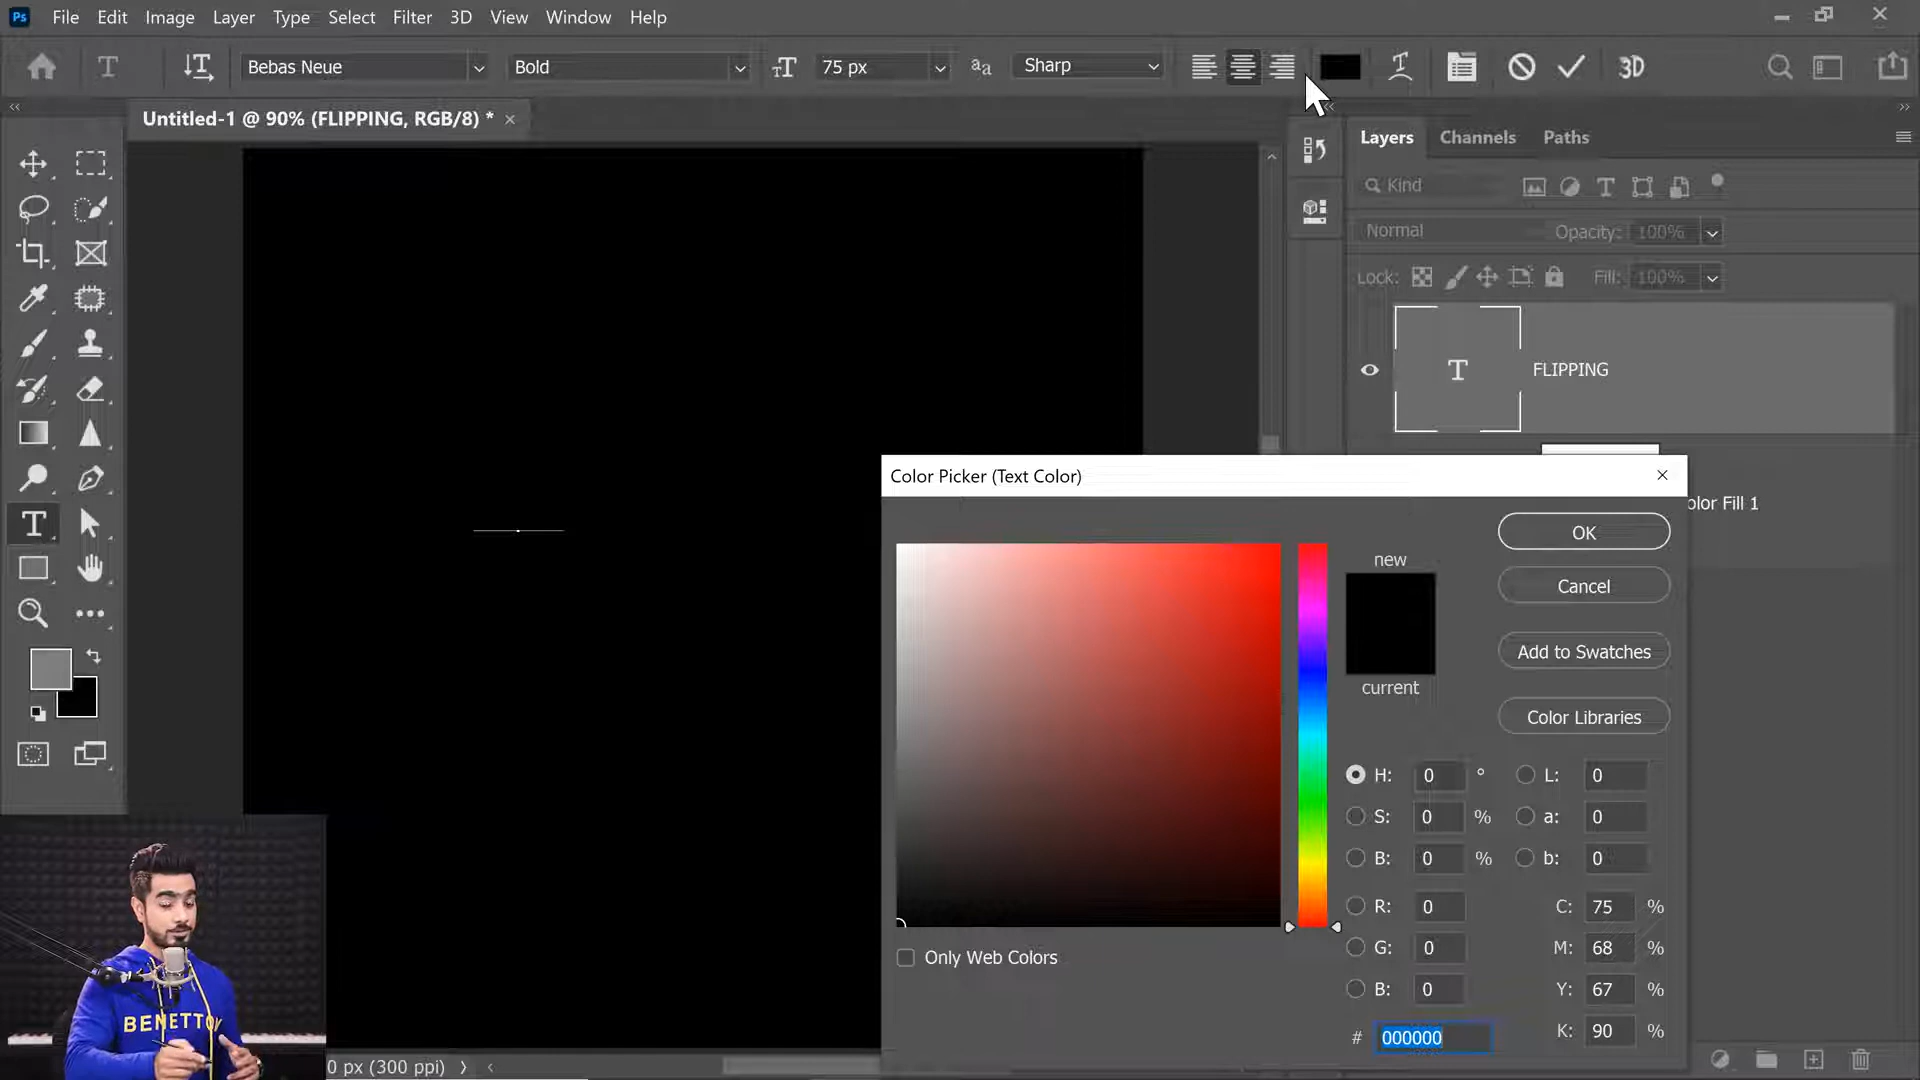 Ps File Edit Image Layer Type Select Filter 3D View Window Help
T Bebas Neue Bold 75 px aa Sharp 3D
Untitled-1 @ 90% (FLIPPING, RGB/8) *
Layers Channels Paths
Kind
Normal Opacity: 100%
Lock: Fill: 100%
T FLIPPING
Color Picker (Text Color)
olor Fill 1
OK
new
Cancel
Add to Swatches
current
Color Libraries
H: 0 ° L: 0
S: 0 % a: 0
B: 0 % b: 0
R: 0 C: 75 %
Only Web Colors
G: 0 M: 68 %
B: 0 Y: 67 %
# 000000 K: 90 %
BENETTON
0 px (300 ppi)